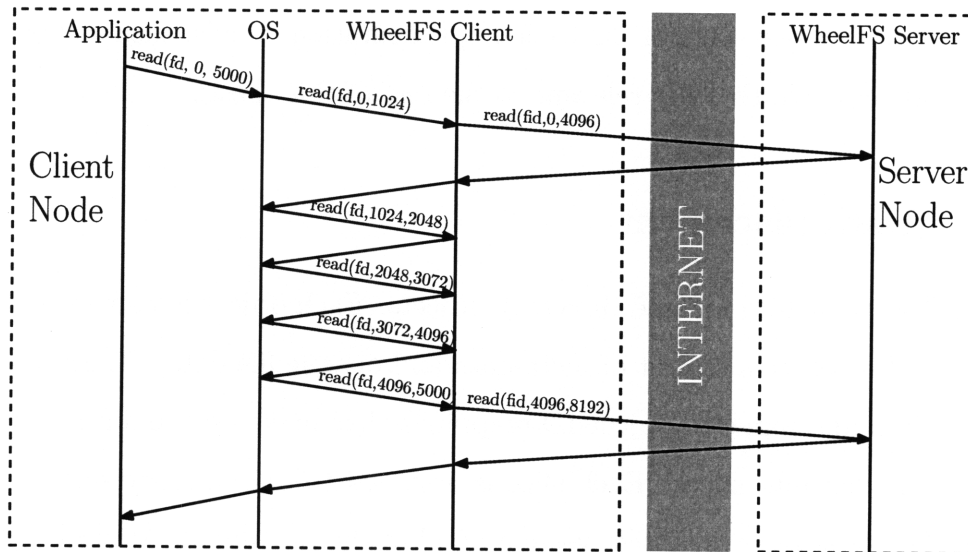 Application
OS
WheelFS Client
WheelFS Server
read(fd, 0, 5000)
read(fd,0,1024)
read(fid,0,4096)
Client
Node
Server
Node
read(fd,1024,2048)
read(fd,2048,3072)
INTERNET
read(fd,3072,4096)
read(fd,4096,5000)
read(fid,4096,8192)